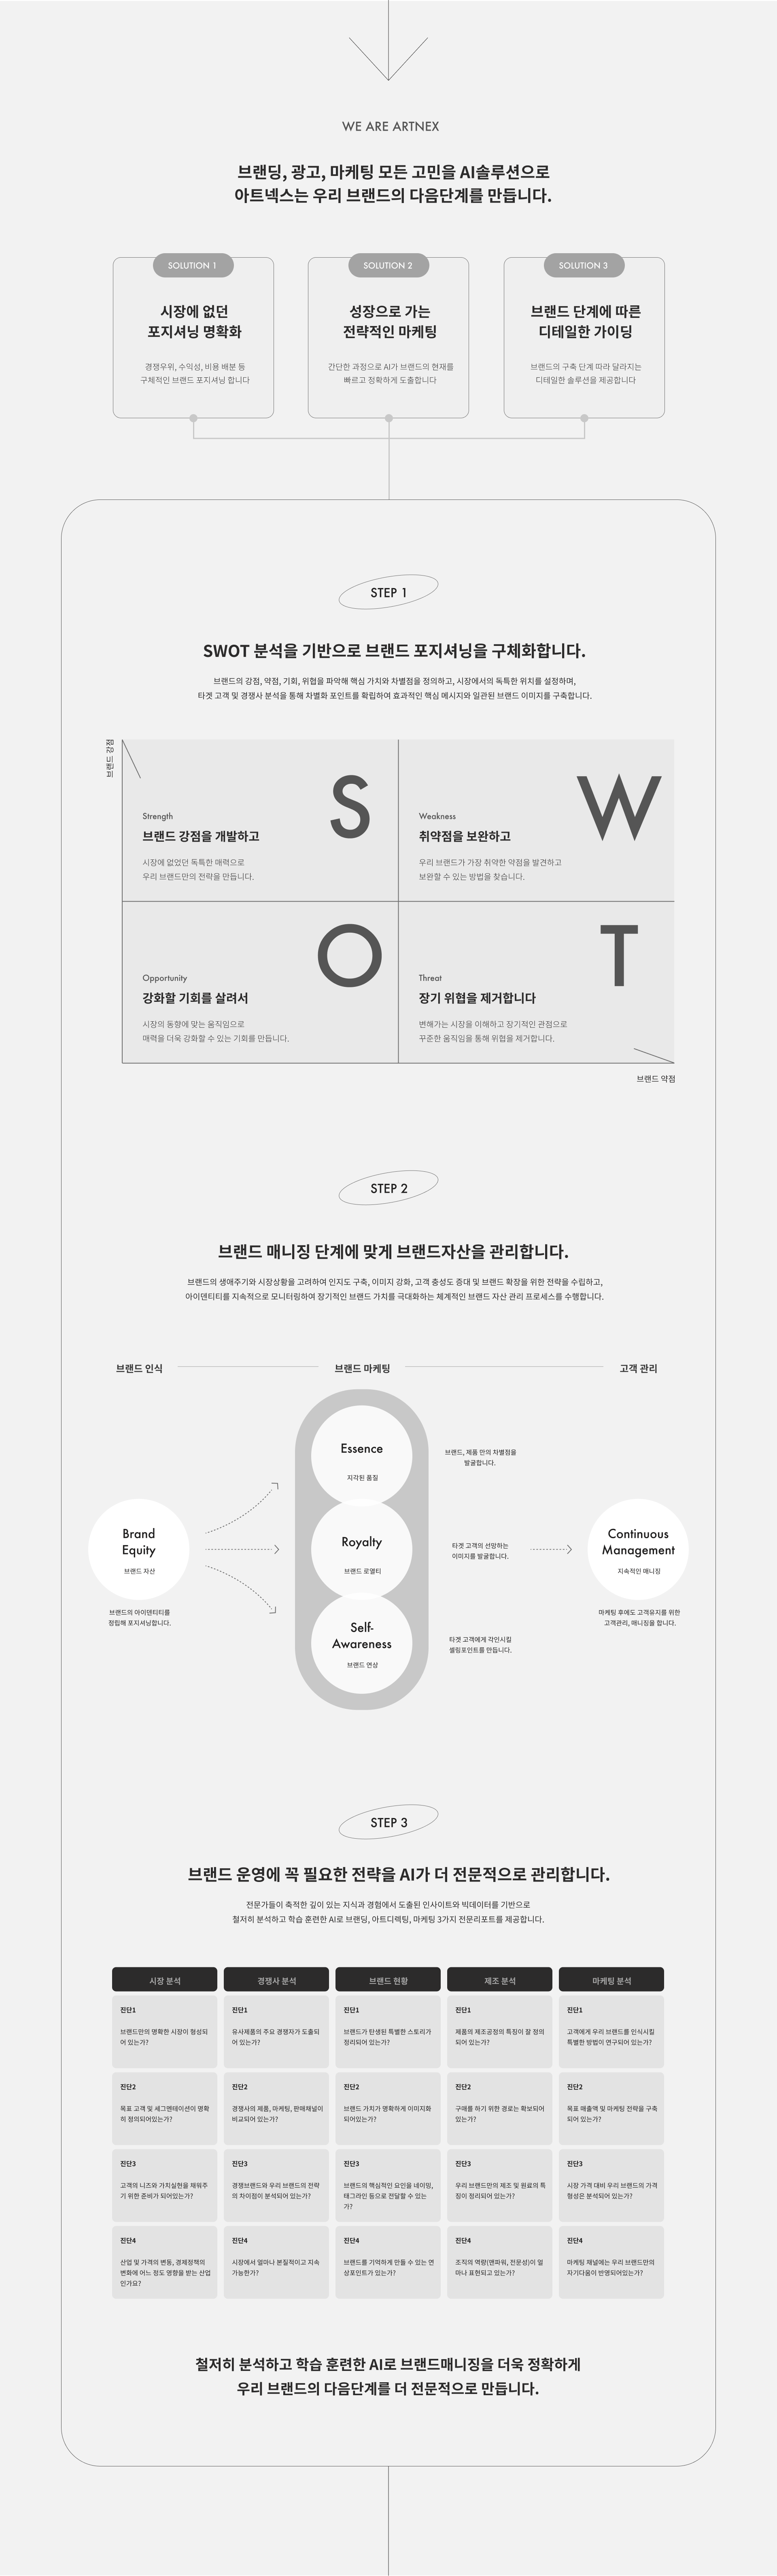 WE ARE ARTNEX
브랜딩, 광고, 마케팅 모든 고민을 AI솔루션으로
아트넥스는 우리 브랜드의 다음단계를 만듭니다.
SOLUTION 1
시장에 없던
포지셔닝 명확화
경쟁우위, 수익성, 비용 배분 등
구체적인 브랜드 포지셔닝 합니다
SOLUTION 2
성장으로 가는
전략적인 마케팅
간단한 과정으로 AI가 브랜드의 현재를
빠르고 정확하게 도출합니다
SOLUTION 3
브랜드 단계에 따른
디테일한 가이딩
브랜드의 구축 단계 따라 달라지는
디테일한 솔루션을 제공합니다
STEP 1
SWOT 분석을 기반으로 브랜드 포지셔닝을 구체화합니다.
브랜드의 강점, 약점, 기회, 위협을 파악해 핵심 가치와 차별점을 정의하고, 시장에서의 독특한 위치를 설정하며,
타겟 고객 및 경쟁사 분석을 통해 차별화 포인트를 확립하여 효과적인 핵심 메시지와 일관된 브랜드 이미지를 구축합니다.
브랜드 강점
S
Strength
브랜드 강점을 개발하고
시장에 없었던 독특한 매력으로
우리 브랜드만의 전략을 만듭니다.
W
Weakness
취약점을 보완하고
우리 브랜드가 가장 취약한 약점을 발견하고
보완할 수 있는 방법을 찾습니다.
O
Opportunity
강화할 기회를 살려서
시장의 동향에 맞는 움직임으로
매력을 더욱 강화할 수 있는 기회를 만듭니다.
T
Threat
장기 위협을 제거합니다
변해가는 시장을 이해하고 장기적인 관점으로
꾸준한 움직임을 통해 위협을 제거합니다.
브랜드 약점
STEP 2
브랜드 매니징 단계에 맞게 브랜드자산을 관리합니다.
브랜드의 생애주기와 시장상황을 고려하여 인지도 구축, 이미지 강화, 고객 충성도 증대 및 브랜드 확장을 위한 전략을 수립하고,
아이덴티티를 지속적으로 모니터링하여 장기적인 브랜드 가치를 극대화하는 체계적인 브랜드 자산 관리 프로세스를 수행합니다.
브랜드 인식
브랜드 마케팅
고객 관리
Brand
Equity
브랜드 자산
브랜드의 아이덴티티를
정립해 포지셔닝합니다.
Essence
지각된 품질
브랜드, 제품 만의 차별점을
발굴합니다.
Royalty
브랜드 로열티
타겟 고객의 선망하는
이미지를 발굴합니다.
Self-
Awareness
브랜드 연상
타겟 고객에게 각인시킬
셀링포인트를 만듭니다.
Continuous
Management
지속적인 매니징
마케팅 후에도 고객유지를 위한
고객관리, 매니징을 합니다.
STEP 3
브랜드 운영에 꼭 필요한 전략을 AI가 더 전문적으로 관리합니다.
전문가들이 축적한 깊이 있는 지식과 경험에서 도출된 인사이트와 빅데이터를 기반으로
철저히 분석하고 학습 훈련한 AI로 브랜딩, 아트디렉팅, 마케팅 3가지 전문리포트를 제공합니다.
시장 분석
진단1
브랜드만의 명확한 시장이 형성되
어 있는가?
진단2
목표 고객 및 세그멘테이션이 명확
히 정의되어있는가?
진단3
고객의 니즈와 가치실현을 채워주
기 위한 준비가 되어있는가?
진단4
산업 및 가격의 변동, 경제정책의
변화에 어느 정도 영향을 받는 산업
인가요?
경쟁사 분석
진단1
유사제품의 주요 경쟁자가 도출되
어 있는가?
진단2
경쟁사의 제품, 마케팅, 판매채널이
비교되어 있는가?
진단3
경쟁브랜드와 우리 브랜드의 전략
의 차이점이 분석되어 있는가?
진단4
시장에서 얼마나 본질적이고 지속
가능한가?
브랜드 현황
진단1
브랜드가 탄생된 특별한 스토리가
정리되어 있는가?
진단2
브랜드 가치가 명확하게 이미지화
되어있는가?
진단3
브랜드의 핵심적인 요인을 네이밍,
태그라인 등으로 전달할 수 있는
가?
진단4
브랜드를 기억하게 만들 수 있는 연
상포인트가 있는가?
제조 분석
진단1
제품의 제조공정의 특징이 잘 정의
되어 있는가?
진단2
구매를 하기 위한 경로는 확보되어
있는가?
진단3
우리 브랜드만의 제조 및 원료의 특
징이 정리되어 있는가?
진단4
조직의 역량(맨파워, 전문성)이 얼
마나 표현되고 있는가?
마케팅 분석
진단1
고객에게 우리 브랜드를 인식시킬
특별한 방법이 연구되어 있는가?
진단2
목표 매출액 및 마케팅 전략을 구축
되어 있는가?
진단3
시장 가격 대비 우리 브랜드의 가격
형성은 분석되어 있는가?
진단4
마케팅 채널에는 우리 브랜드만의
자기다움이 반영되어있는가?
철저히 분석하고 학습 훈련한 AI로 브랜드매니징을 더욱 정확하게
우리 브랜드의 다음단계를 더 전문적으로 만듭니다.